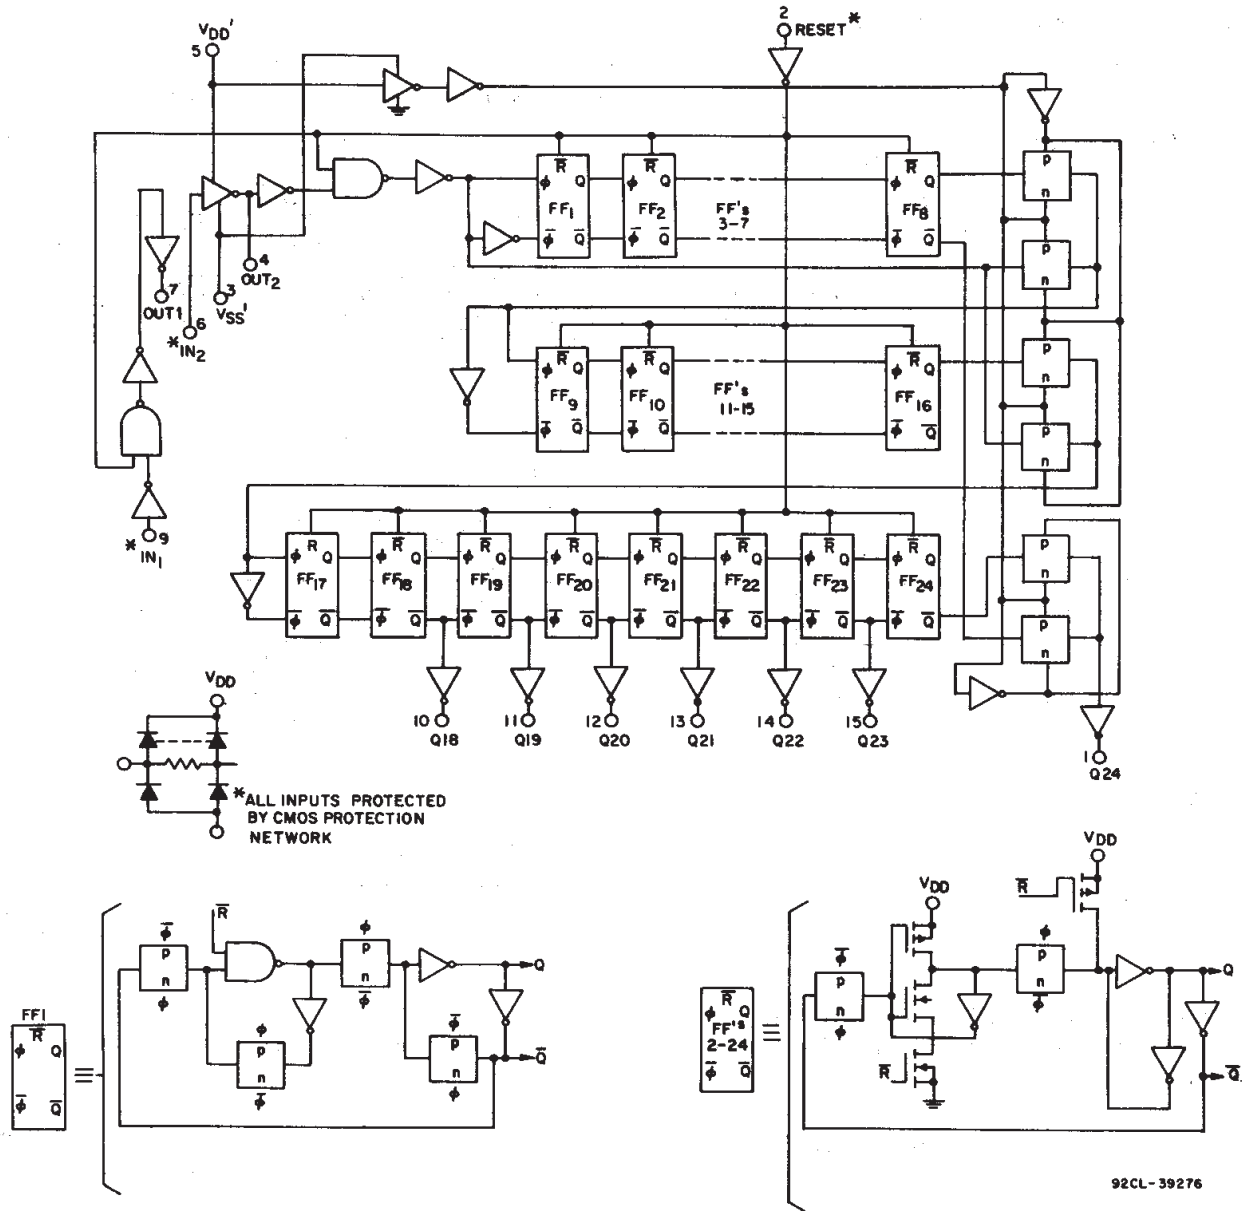 VDD'
5
2
RESET*
R̅ R̅ R̅
ϕ Q ϕ Q ϕ Q
FF1 FF2 FF's 3-7 FF8
ϕ̅ Q̅ ϕ̅ Q̅ ϕ̅ Q̅
p
n
p
n
4
OUT2
7
OUT1
3
VSS'
6
*IN2
R̅ R̅ R̅
ϕ Q ϕ Q ϕ Q
FF9 FF10 FF's 11-15 FF16
ϕ̅ Q̅ ϕ̅ Q̅ ϕ̅ Q̅
p
n
p
n
9
* IN1
R R̅ R̅ R̅ R̅ R̅ R̅ R̅
ϕ Q ϕ Q ϕ Q ϕ Q ϕ Q ϕ Q ϕ Q ϕ Q
FF17 FF18 FF19 FF20 FF21 FF22 FF23 FF24
ϕ̅ Q̅ ϕ̅ Q̅ ϕ̅ Q̅ ϕ̅ Q̅ ϕ̅ Q̅ ϕ̅ Q̅ ϕ̅ Q̅ ϕ̅ Q̅
p
n
p
n
10 11 12 13 14 15
Q18 Q19 Q20 Q21 Q22 Q23
1
Q24
VDD
*ALL INPUTS PROTECTED
BY CMOS PROTECTION
NETWORK
FF1
R̅
ϕ Q
ϕ̅ Q̅
≡
R̅
ϕ̅
p
n
ϕ
ϕ
p
n
ϕ̅
ϕ
p
n
ϕ̅
ϕ̅
p
n
ϕ
Q
Q̅
R̅
ϕ Q
FF's
2-24
ϕ̅ Q̅
≡
VDD
VDD
R̅
ϕ̅
p
n
ϕ
R̅
ϕ
p
n
ϕ̅
Q
Q̅
92CL-39276